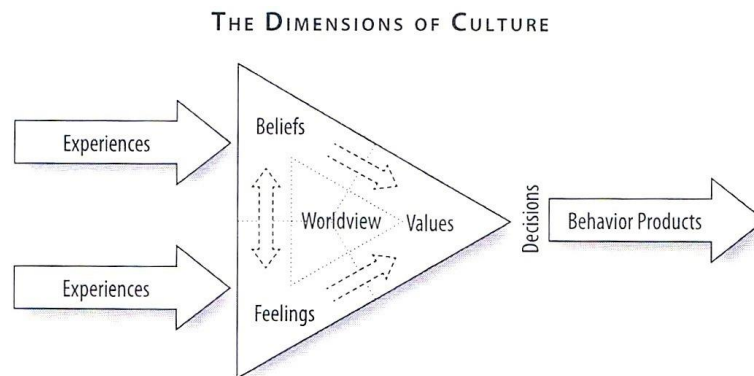 THE DIMENSIONS OF CULTURE
Experiences
Beliefs
Worldview
Values
Decisions
Behavior Products
Experiences
Feelings